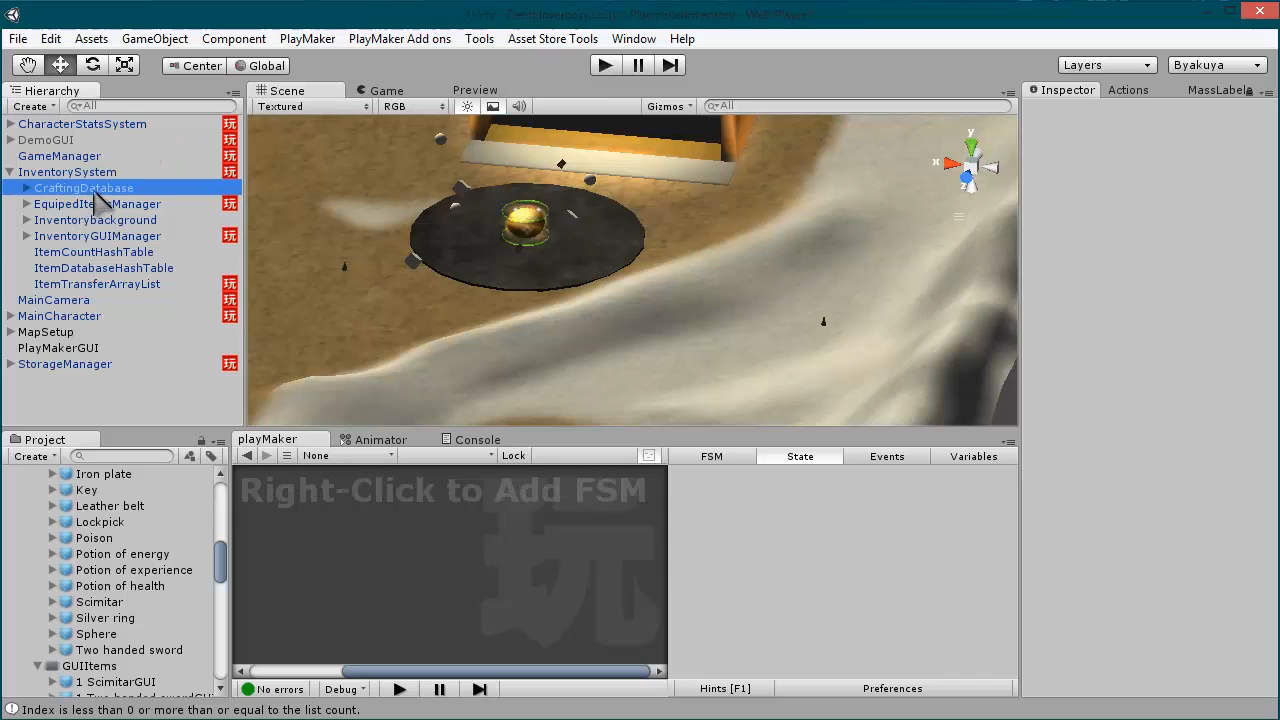 File Edit Assets GameObject Component PlayMaker PlayMaker Add ons Tools Asset Store Tools Window Help
Center Global Layers Byakuya
Hierarchy
Create All
CharacterStatsSystem 玩
DemoGUI 玩
GameManager 玩
InventorySystem 玩
CraftingDatabase
EquipedIte Manager 玩
Inventorybackground
InventoryGUIManager 玩
ItemCountHashTable
ItemDatabaseHashTable
ItemTransferArrayList 玩
MainCamera 玩
MainCharacter 玩
MapSetup
PlayMakerGUI
StorageManager 玩
Scene Game Preview
Textured RGB Gizmos All
y
x
z
Inspector Actions MassLabel
Project
Create
Iron plate
Key
Leather belt
Lockpick
Poison
Potion of energy
Potion of experience
Potion of health
Scimitar
Silver ring
Sphere
Two handed sword
GUIItems
1 ScimitarGUI
playMaker Animator Console
None Lock FSM State Events Variables
Right-Click to Add FSM
玩
No errors Debug Hints [F1] Preferences
Index is less than 0 or more than or equal to the list count.